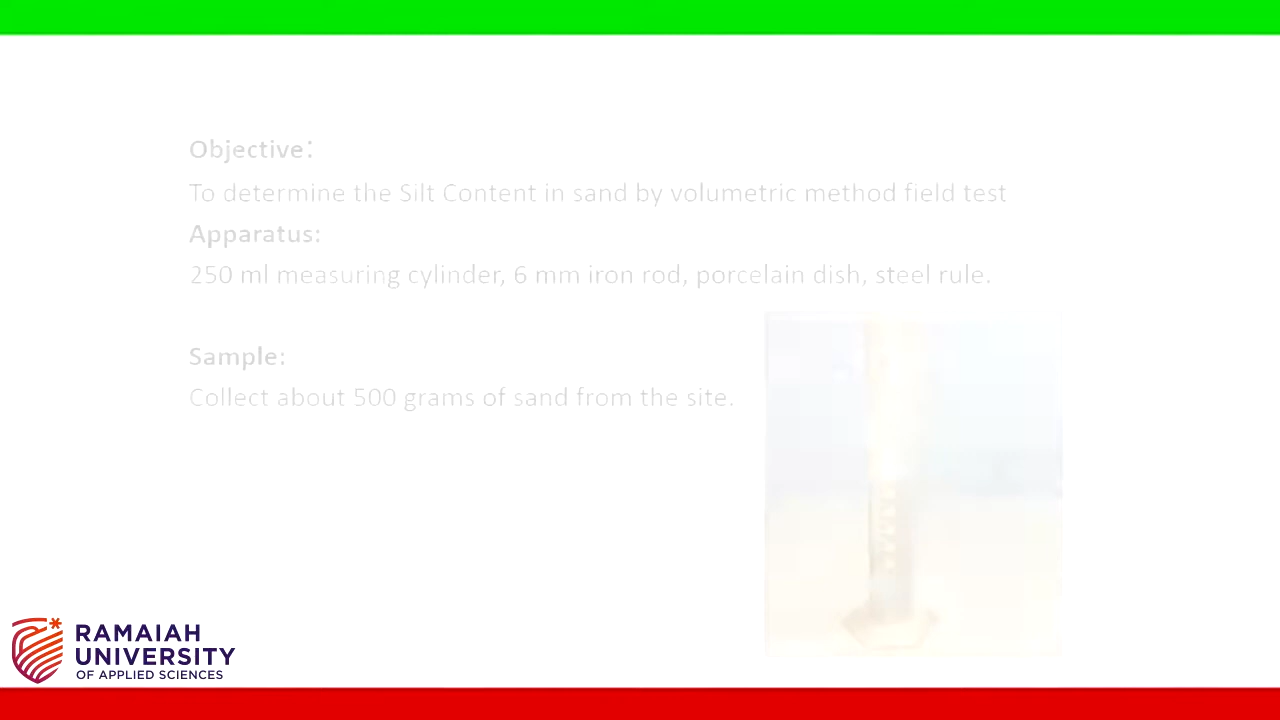 Objective:
To determine the Silt Content in sand by volumetric method field test
Apparatus:
250 ml measuring cylinder, 6 mm iron rod, porcelain dish, steel rule.
Sample:
Collect about 500 grams of sand from the site.
RAMAIAH
UNIVERSITY
OF APPLIED SCIENCES